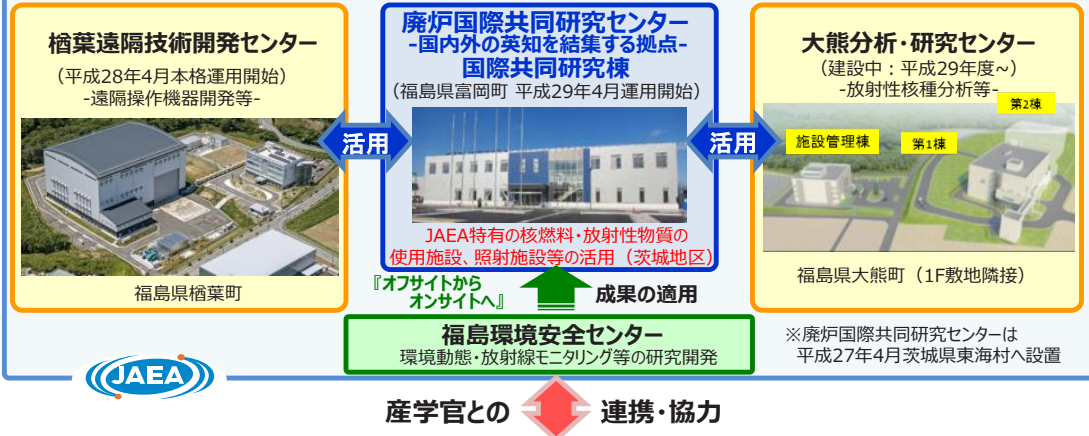 楢葉遠隔技術開発センター
(平成28年4月本格運用開始)
-遠隔操作機器開発等-
活用
福島県楢葉町
廃炉国際共同研究センター
-国内外の英知を結集する拠点-
国際共同研究棟
(福島県富岡町 平成29年4月運用開始)
JAEA特有の核燃料・放射性物質の
使用施設、照射施設等の活用(茨城地区)
活用
大熊分析・研究センター
(建設中:平成29年度~)
-放射性核種分析等-
第2棟
施設管理棟
第1棟
福島県大熊町(1F敷地隣接)
『オフサイトから
オンサイトへ』
成果の適用
福島環境安全センター
環境動態・放射線モニタリング等の研究開発
※廃炉国際共同研究センターは
平成27年4月茨城県東海村へ設置
JAEA
産学官との 連携・協力